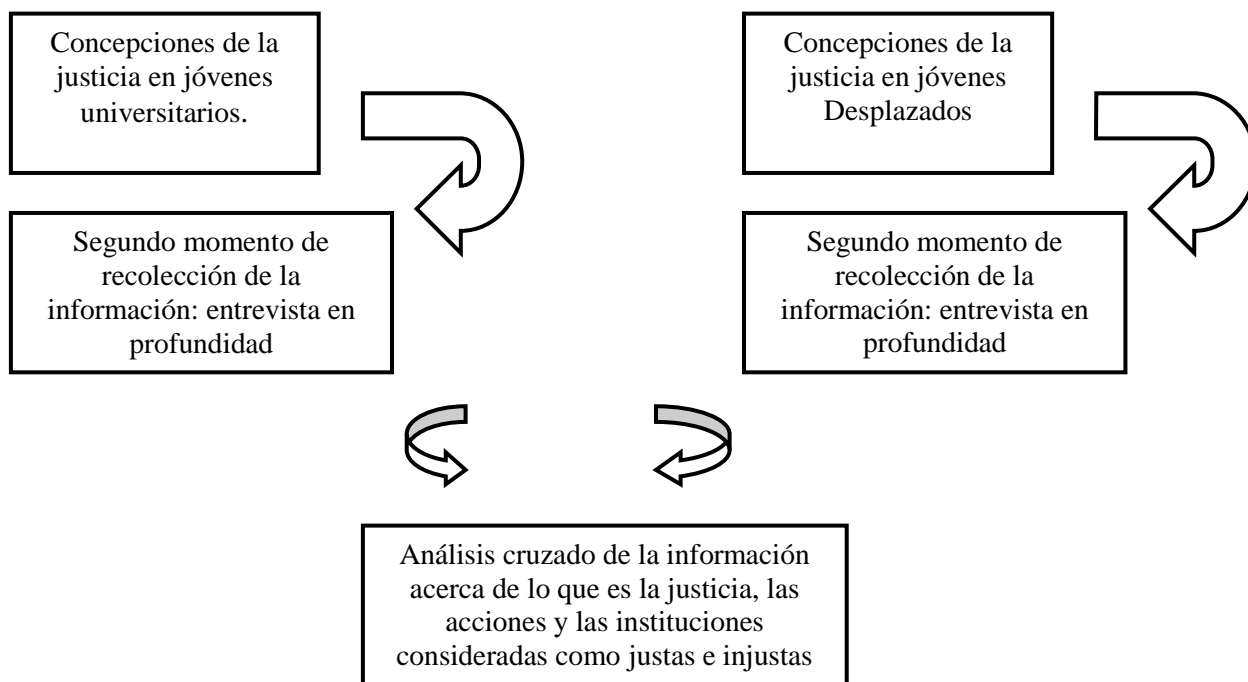 Concepciones de la
justicia en jóvenes
universitarios.
Concepciones de la
justicia en jóvenes
Desplazados
Segundo momento de
recolección de la
información: entrevista en
profundidad
Segundo momento de
recolección de la
información: entrevista en
profundidad
Análisis cruzado de la información
acerca de lo que es la justicia, las
acciones y las instituciones
consideradas como justas e injustas